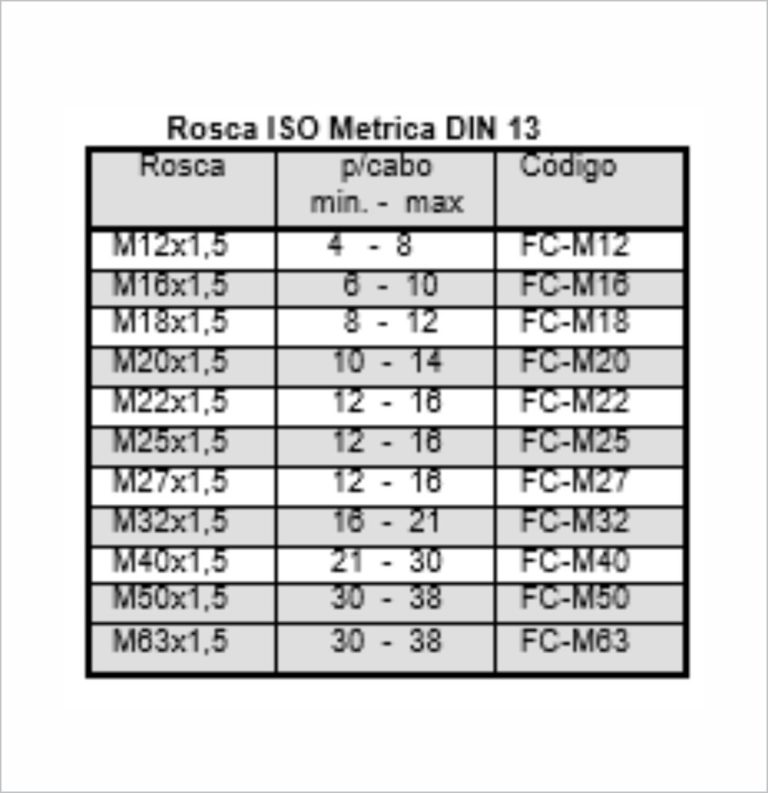 Rosca ISO Metrica DIN 13
Rosca p/cabo Código
min. - max
M12x1,5 4 - 8 FC-M12
M16x1,5 6 - 10 FC-M16
M18x1,5 8 - 12 FC-M18
M20x1,5 10 - 14 FC-M20
M22x1,5 12 - 16 FC-M22
M25x1,5 12 - 16 FC-M25
M27x1,5 12 - 16 FC-M27
M32x1,5 16 - 21 FC-M32
M40x1,5 21 - 30 FC-M40
M50x1,5 30 - 38 FC-M50
M63x1,5 30 - 38 FC-M63